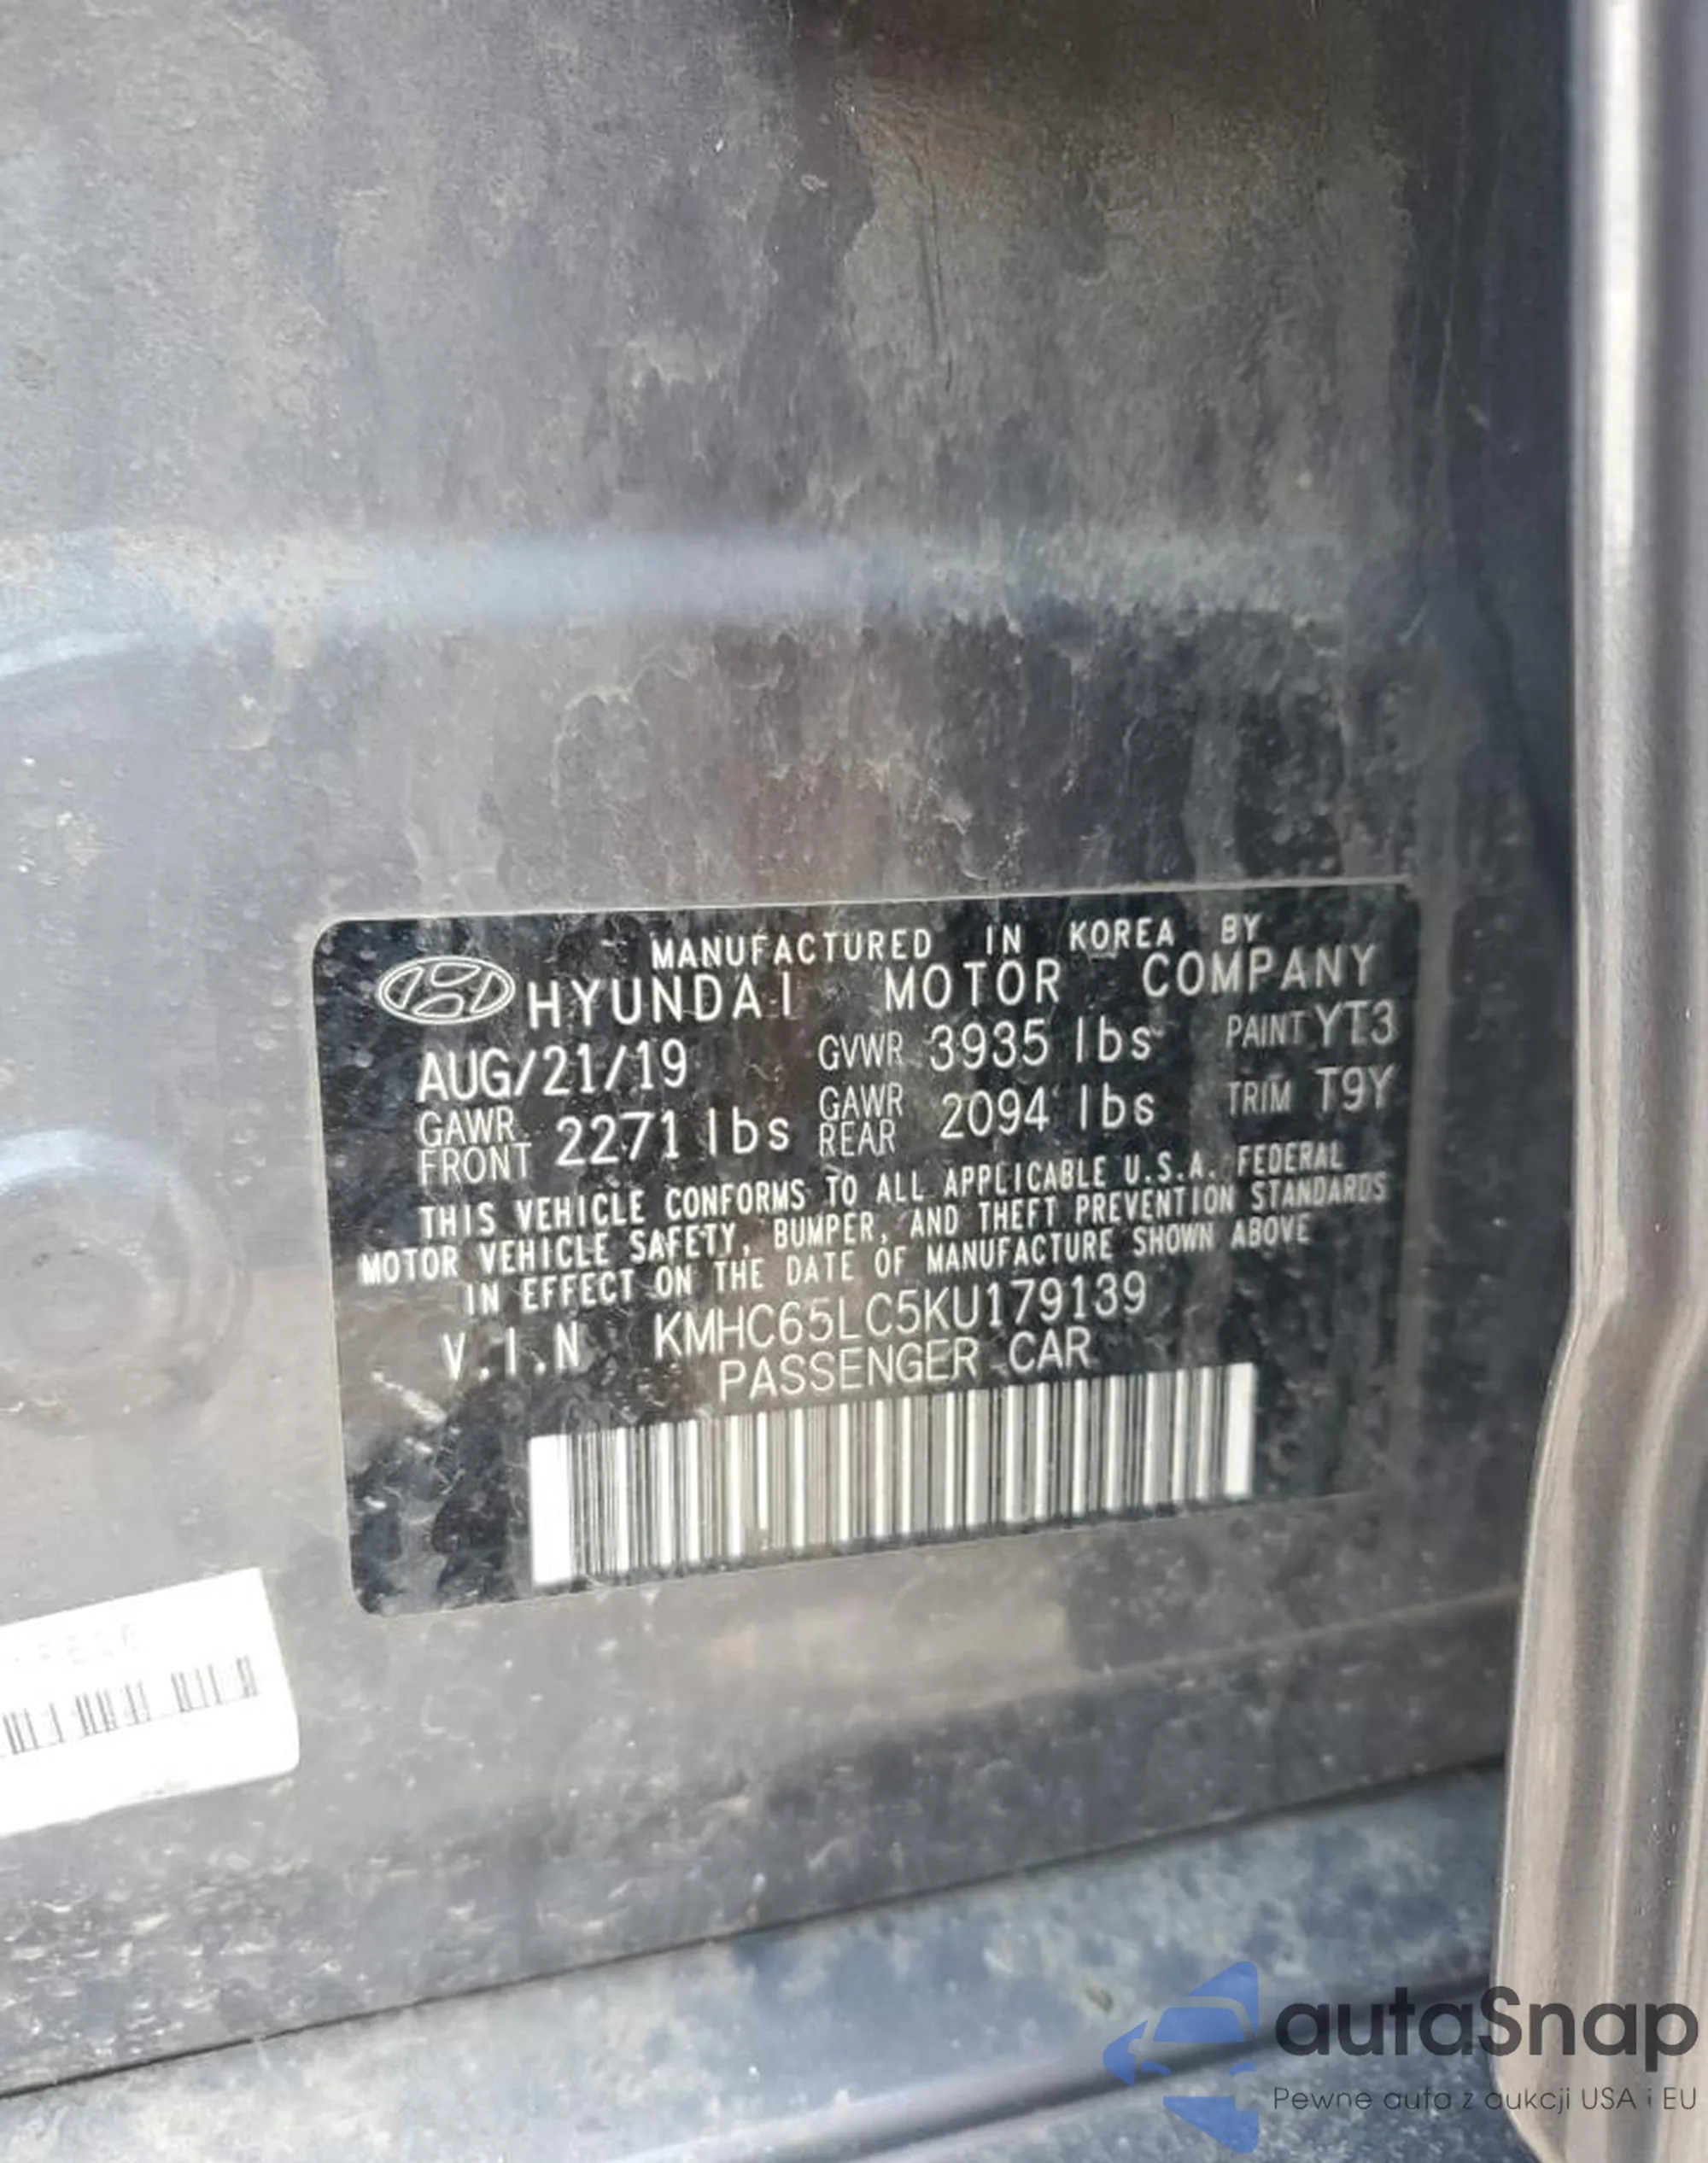 MANUFACTURED IN KOREA BY
HYUNDAI MOTOR COMPANY
AUG/21/19 GVWR 3935 lbs PAINT YT3
GAWR FRONT 2271 lbs GAWR REAR 2094 lbs TRIM T9Y
THIS VEHICLE CONFORMS TO ALL APPLICABLE U.S.A. FEDERAL
MOTOR VEHICLE SAFETY, BUMPER, AND THEFT PREVENTION STANDARDS
IN EFFECT ON THE DATE OF MANUFACTURE SHOWN ABOVE
V.I.N KMHC65LC5KU179139
PASSENGER CAR
autaSnap
Pewne auta z aukcji USA i EU